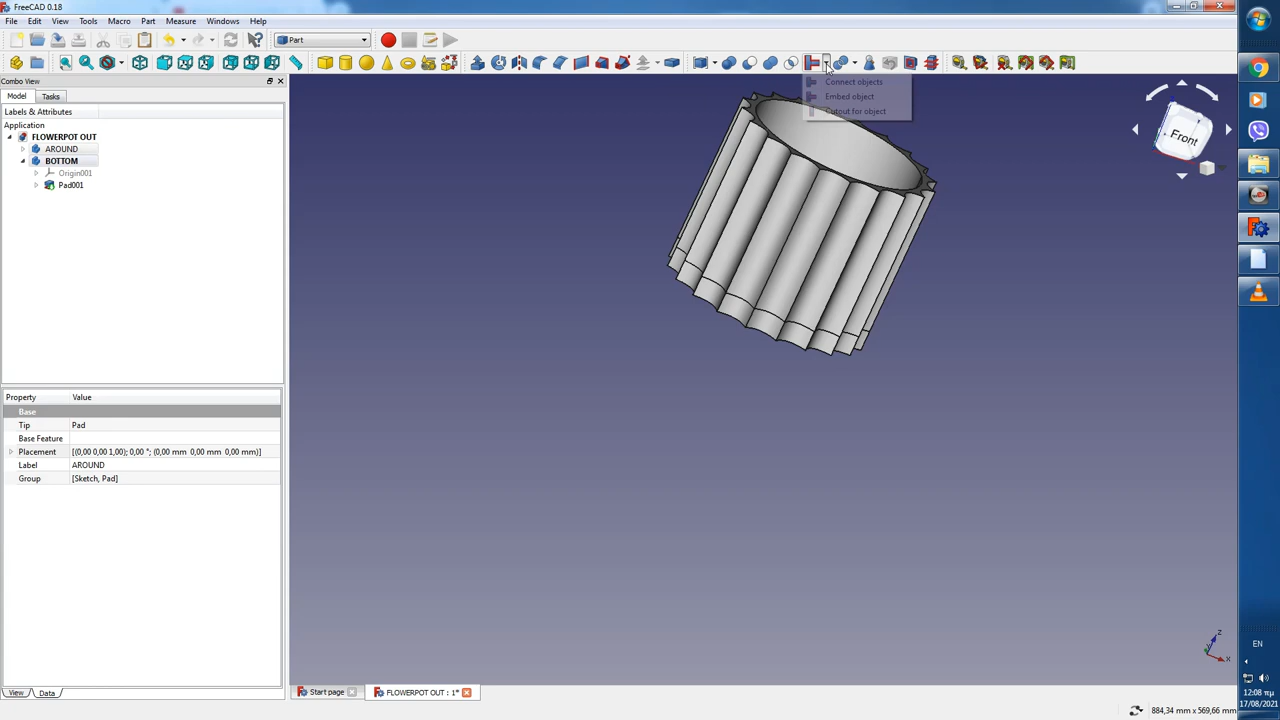 FreeCAD 0.18
File Edit View Tools Macro Part Measure Windows Help
Part
Combo View
Connect objects
Model Tasks
Embed object
Labels & Attributes
Cutout for object
Application
FLOWERPOT OUT
AROUND
BOTTOM
Origin001
Pad001
Front
Property Value
Base
Tip Pad
Base Feature
Placement [(0,00 0,00 1,00); 0,00 °; (0,00 mm 0,00 mm 0,00 mm)]
Label AROUND
Group [Sketch, Pad]
EN
Z
X
View Data
Start page
FLOWERPOT OUT : 1*
12:08 πμ
17/08/2021
884,34 mm x 569,66 mm